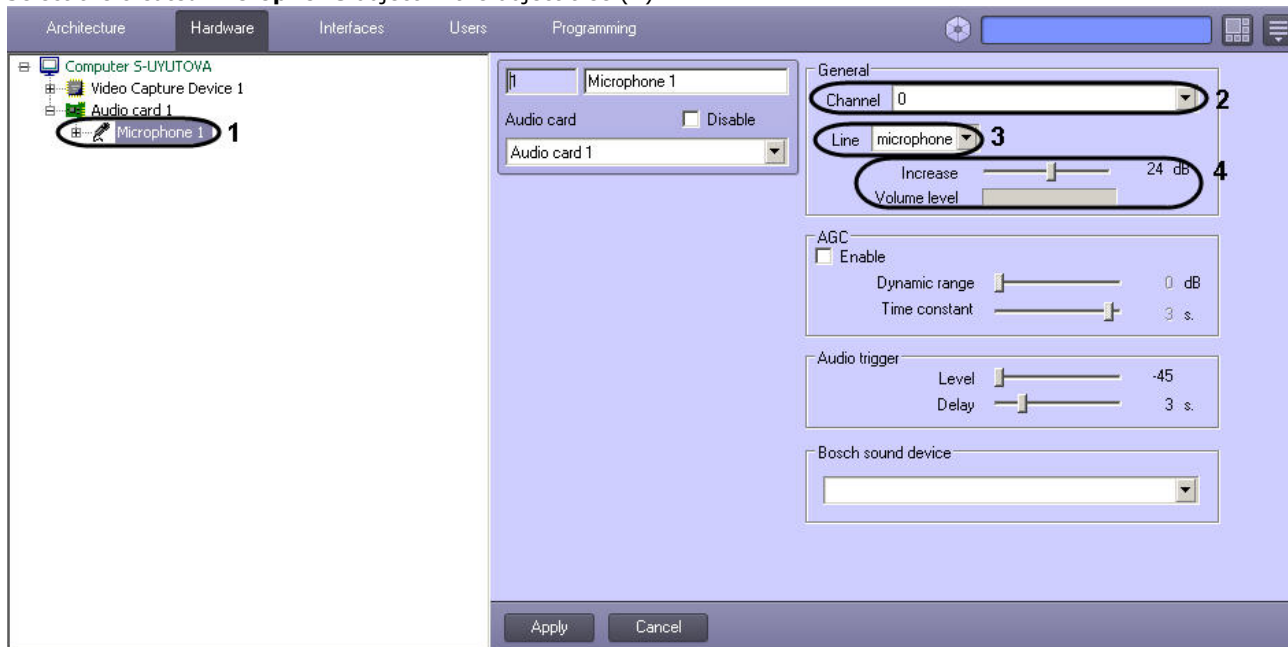 Architecture Hardware Interfaces Users Programming
Computer S-UYUTOVA
Video Capture Device 1
Audio card 1
Microphone 1 1
1 Microphone 1
Audio card Disable
Audio card 1
General
Channel 0 2
Line microphone 3
Increase 24 dB 4
Volume level
AGC
Enable
Dynamic range 0 dB
Time constant 3 s.
Audio trigger
Level -45
Delay 3 s.
Bosch sound device
Apply Cancel